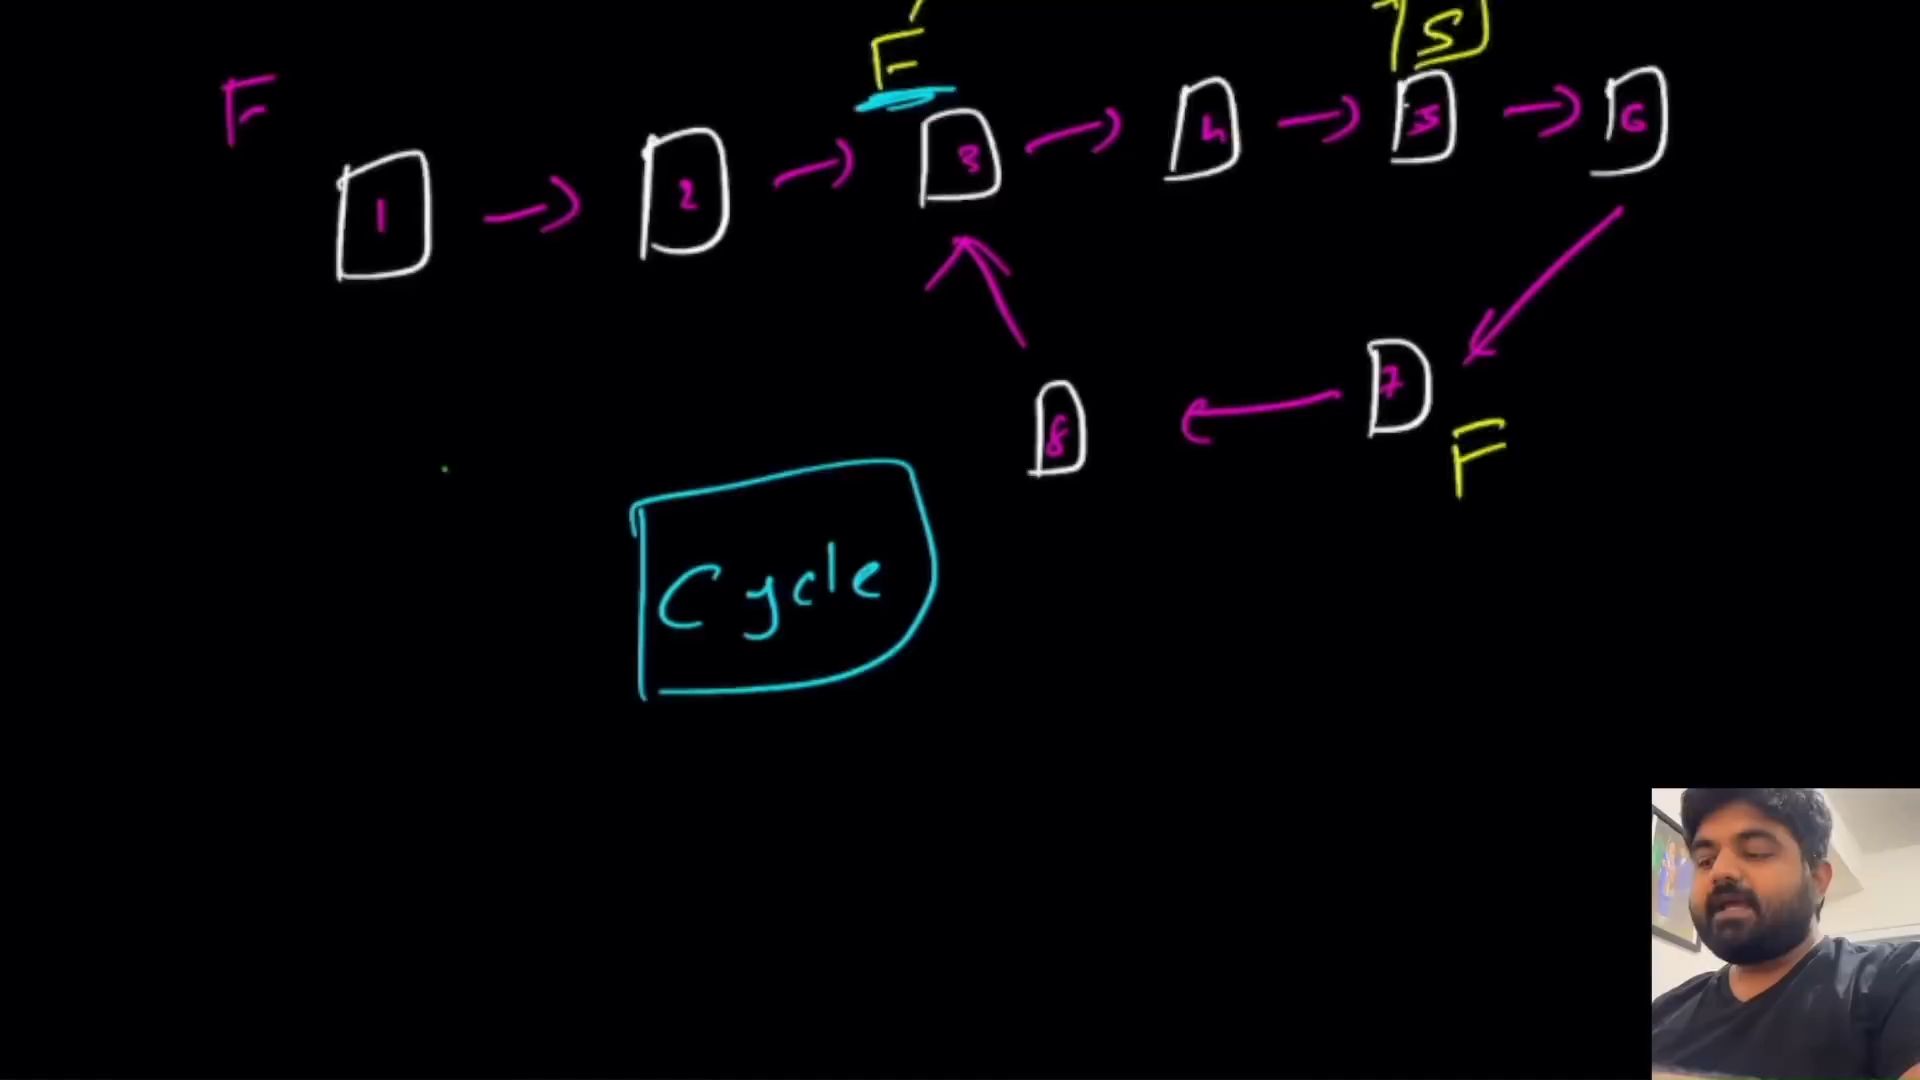 F S
F
1 → 2 → 3 → 4 → 5 → 6
8 ← 7
F
Cycle